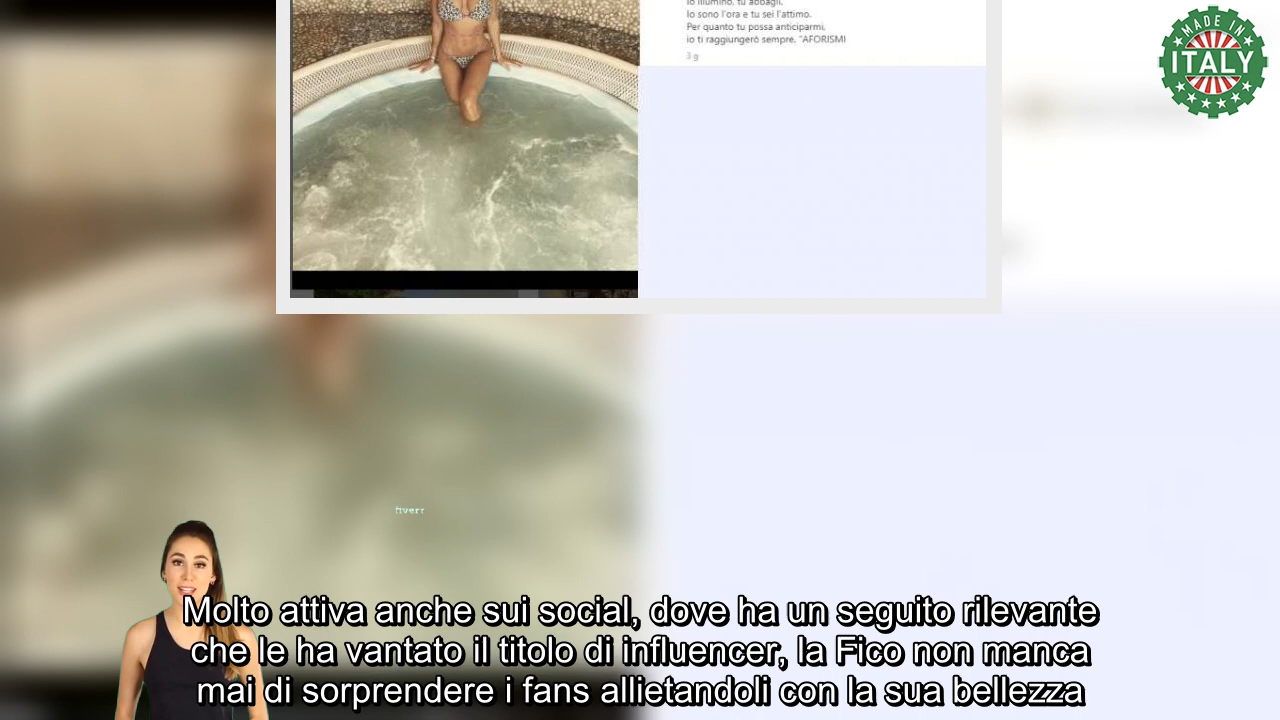 Io illumino, tu abbagli.
Io sono l'ora e tu sei l'attimo.
Per quanto tu possa anticiparmi,
io ti raggiungerò sempre. "AFORISMI
3 g
MADE IN
ITALY
fiverr
Molto attiva anche sui social, dove ha un seguito rilevante
che le ha vantato il titolo di influencer, la Fico non manca
mai di sorprendere i fans allietandoli con la sua bellezza